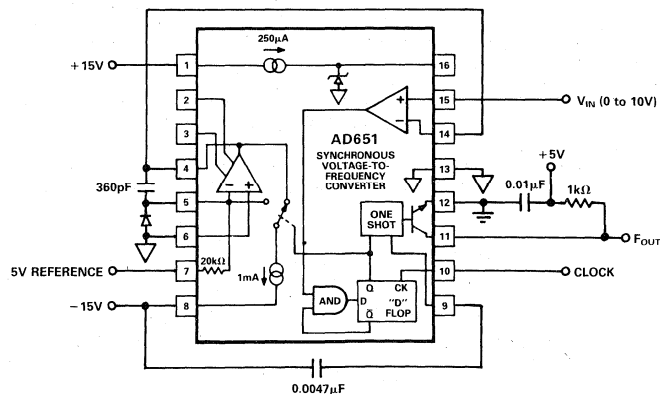 250μA
+15V
1
16
2
15
VIN (0 to 10V)
3
AD651
SYNCHRONOUS
VOLTAGE-TO-
FREQUENCY
CONVERTER
14
+
−
+5V
4
13
360pF
−
+
0.01μF
1kΩ
5
ONE
SHOT
12
6
11
FOUT
20kΩ
5V REFERENCE
7
1mA
Q
CK
10
CLOCK
AND
D
"D"
FLOP
Q̄
−15V
8
9
0.0047μF